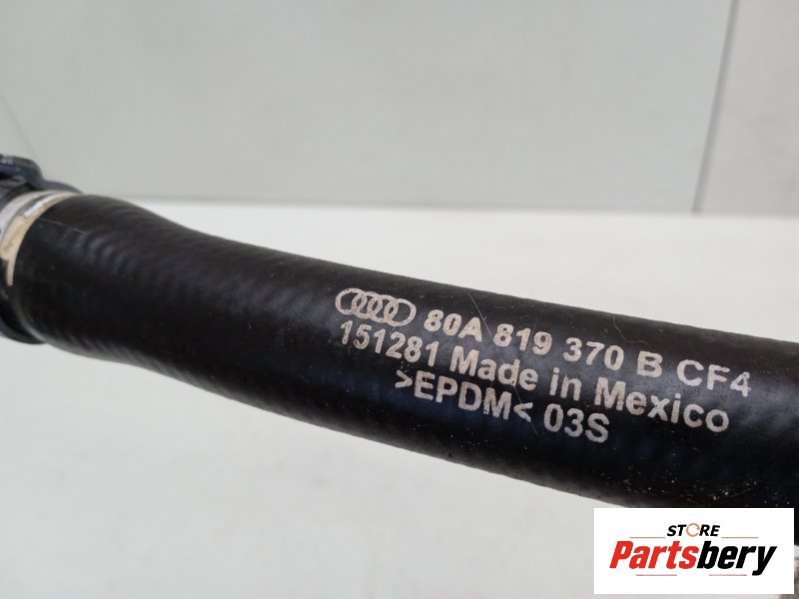 80A 819 370 B CF4
151281 Made in Mexico
>EPDM< 03S
STORE
Partsbery